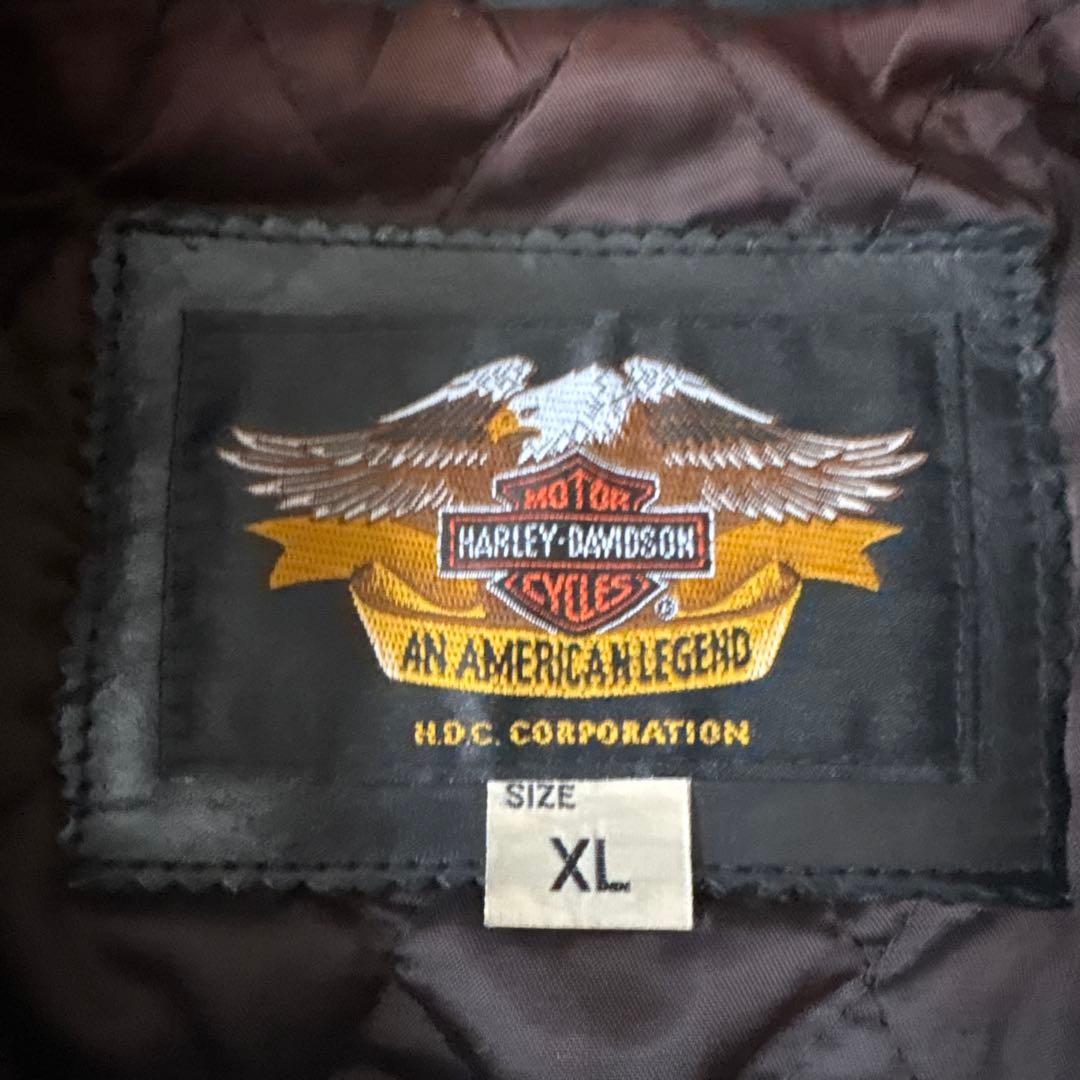 MOTOR
HARLEY-DAVIDSON
CYCLES
®
AN AMERICAN LEGEND
H.D.C. CORPORATION
SIZE
XL